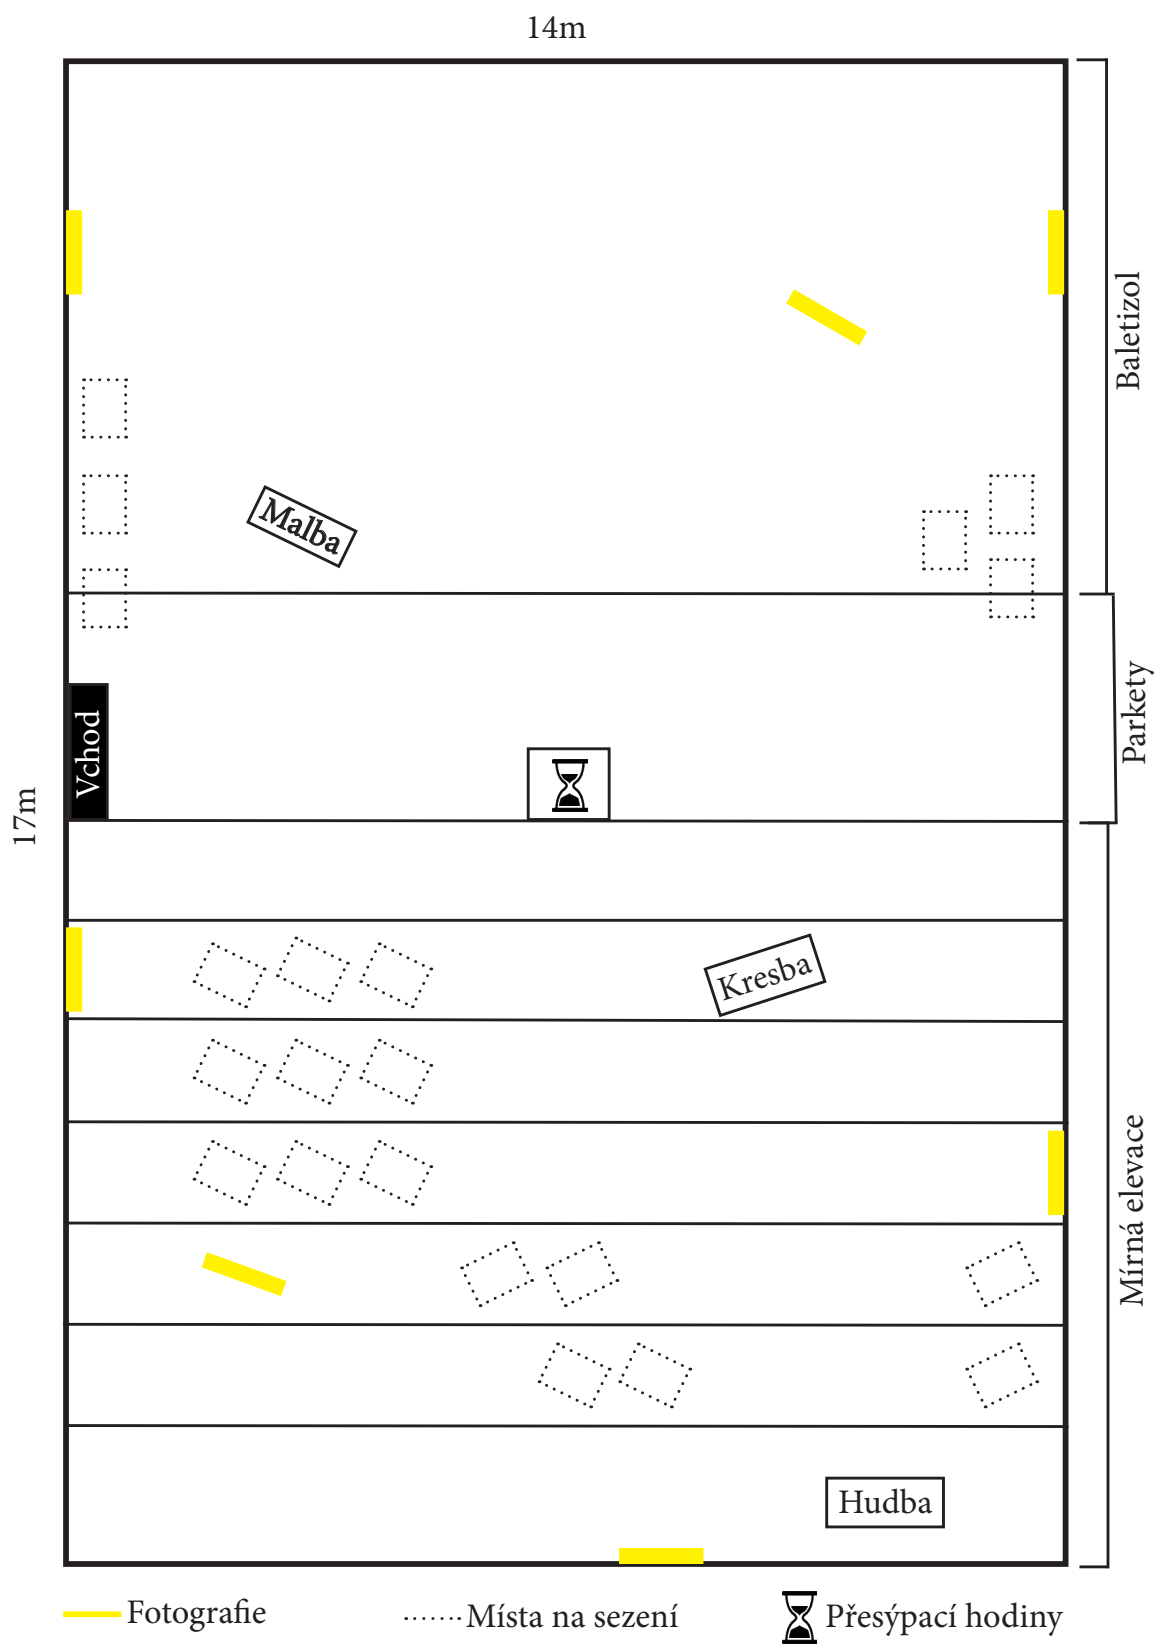 14m
Baletizol
Malba
Parkety
Vchod
17m
Kresba
Mírná elevace
Hudba
Fotografie
Místa na sezení
Přesýpací hodiny